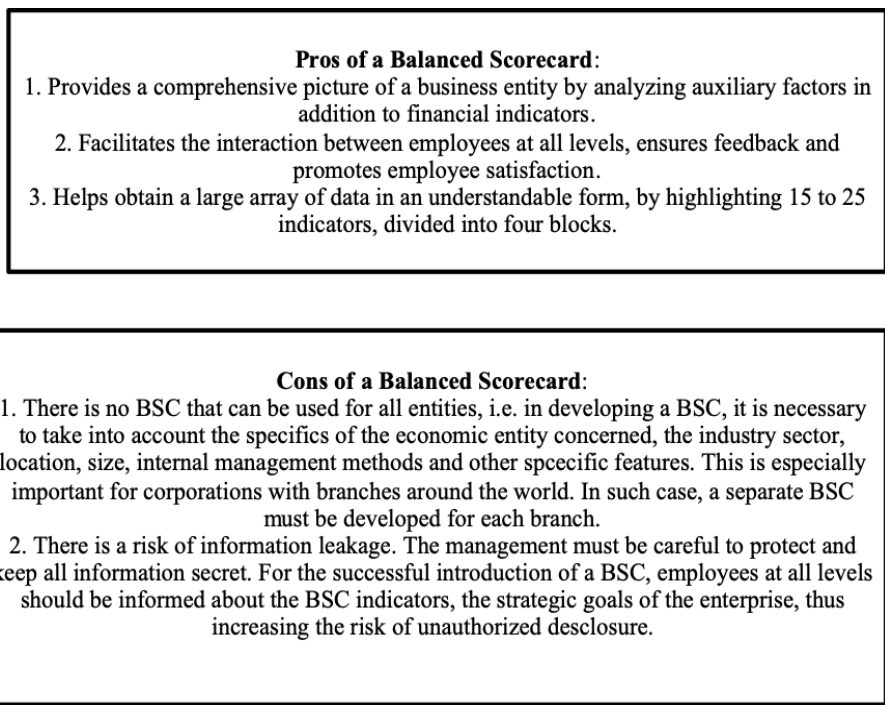 Pros of a Balanced Scorecard:
1. Provides a comprehensive picture of a business entity by analyzing auxiliary factors in
addition to financial indicators.
2. Facilitates the interaction between employees at all levels, ensures feedback and
promotes employee satisfaction.
3. Helps obtain a large array of data in an understandable form, by highlighting 15 to 25
indicators, divided into four blocks.
Cons of a Balanced Scorecard:
1. There is no BSC that can be used for all entities, i.e. in developing a BSC, it is necessary
to take into account the specifics of the economic entity concerned, the industry sector,
location, size, internal management methods and other spcecific features. This is especially
important for corporations with branches around the world. In such case, a separate BSC
must be developed for each branch.
2. There is a risk of information leakage. The management must be careful to protect and
keep all information secret. For the successful introduction of a BSC, employees at all levels
should be informed about the BSC indicators, the strategic goals of the enterprise, thus
increasing the risk of unauthorized desclosure.